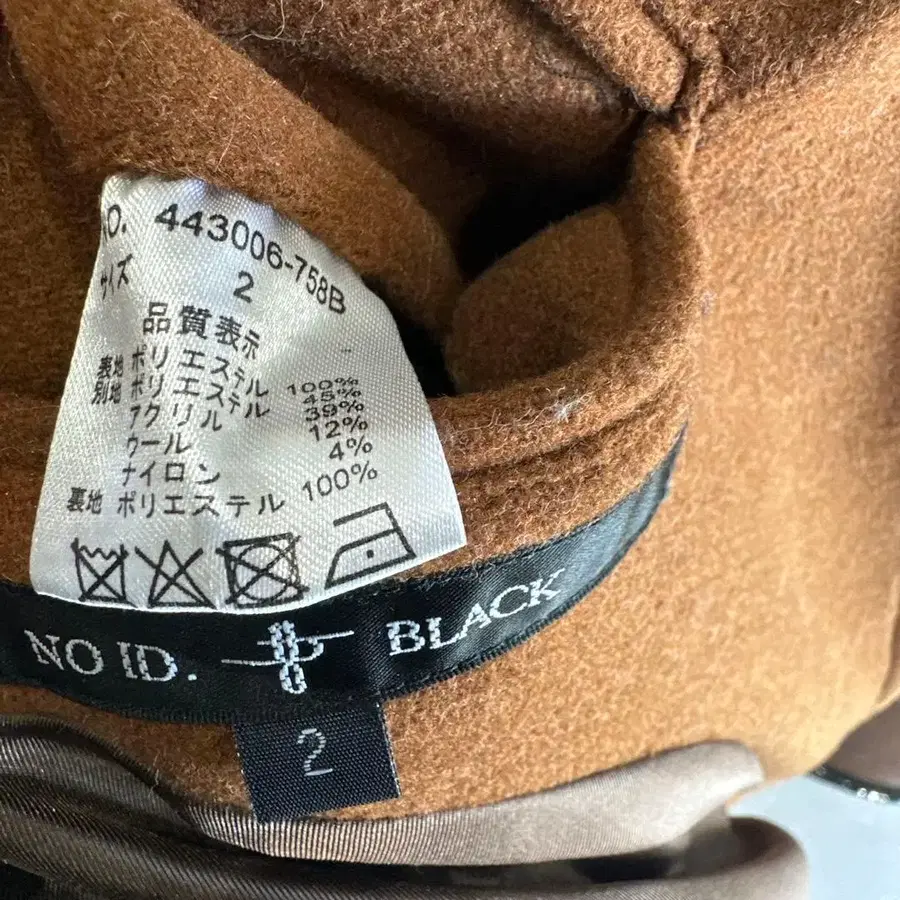 NO. 443006-758B
サイズ 2
品質表示
表地 ポリエステル 100%
別地 ポリエステル 45%
アクリル 39%
ウール 12%
ナイロン 4%
裏地 ポリエステル 100%
NO ID. BLACK
2